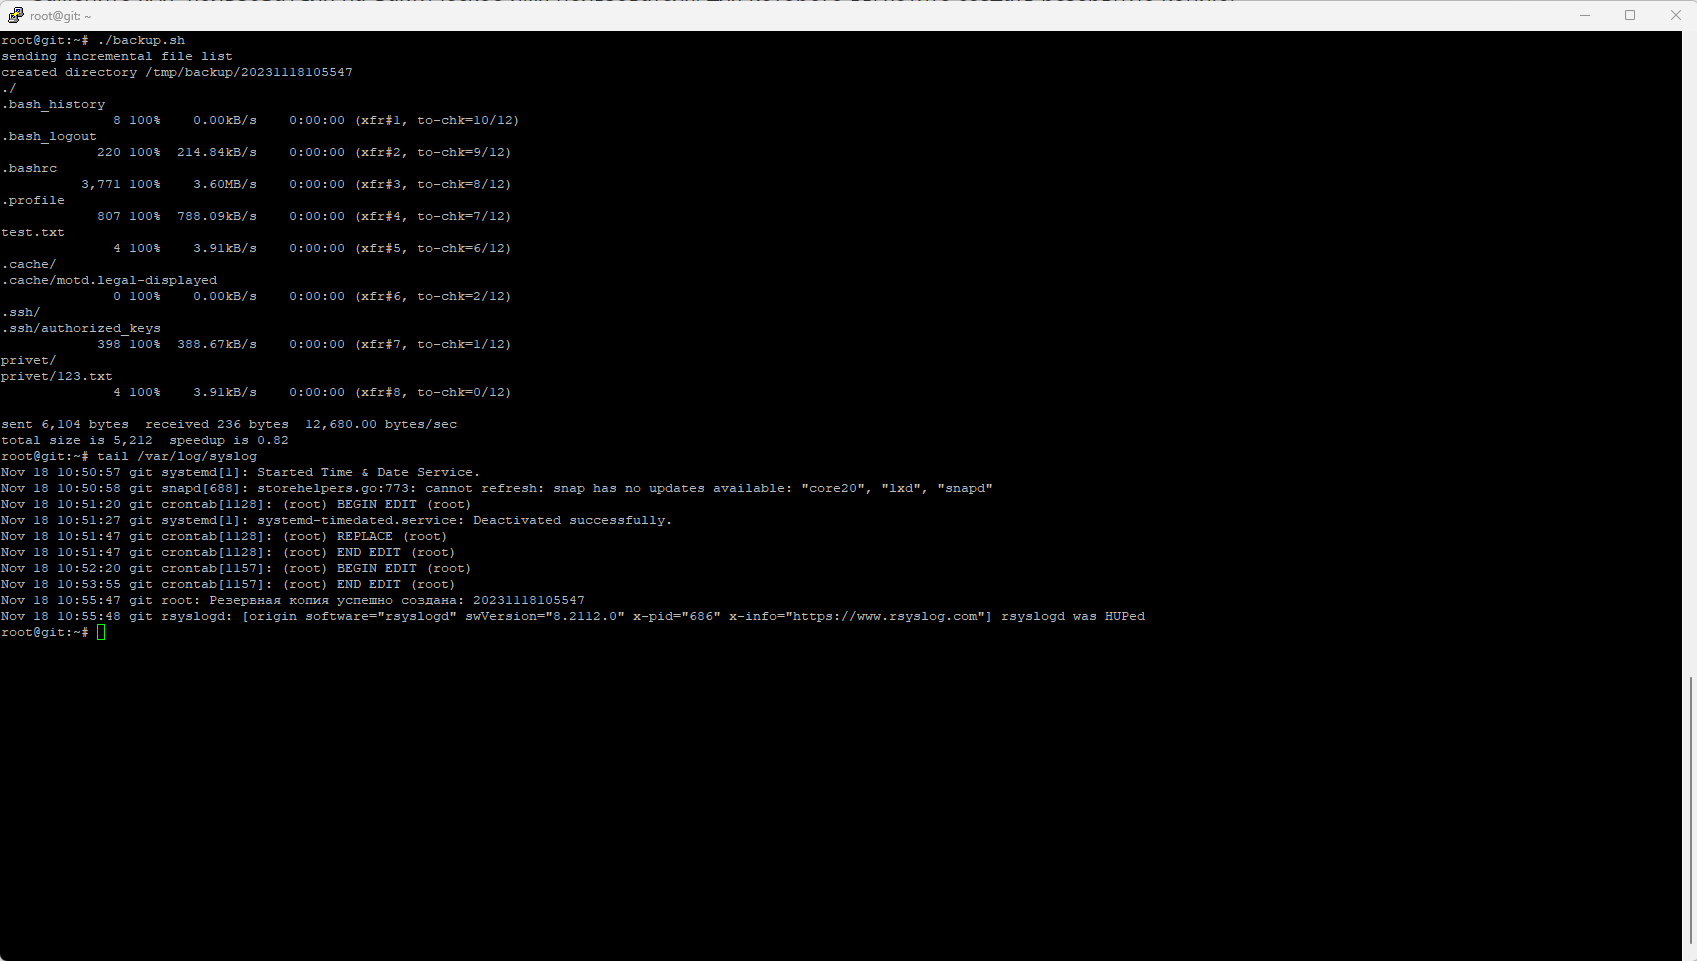 root@git: ~
root@git:~# ./backup.sh
sending incremental file list
created directory /tmp/backup/20231118105547
./
.bash_history
              8 100%    0.00kB/s    0:00:00 (xfr#1, to-chk=10/12)
.bash_logout
            220 100%  214.84kB/s    0:00:00 (xfr#2, to-chk=9/12)
.bashrc
          3,771 100%    3.60MB/s    0:00:00 (xfr#3, to-chk=8/12)
.profile
            807 100%  788.09kB/s    0:00:00 (xfr#4, to-chk=7/12)
test.txt
              4 100%    3.91kB/s    0:00:00 (xfr#5, to-chk=6/12)
.cache/
.cache/motd.legal-displayed
              0 100%    0.00kB/s    0:00:00 (xfr#6, to-chk=2/12)
.ssh/
.ssh/authorized_keys
            398 100%  388.67kB/s    0:00:00 (xfr#7, to-chk=1/12)
privet/
privet/123.txt
              4 100%    3.91kB/s    0:00:00 (xfr#8, to-chk=0/12)
sent 6,104 bytes  received 236 bytes  12,680.00 bytes/sec
total size is 5,212  speedup is 0.82
root@git:~# tail /var/log/syslog
Nov 18 10:50:57 git systemd[1]: Started Time & Date Service.
Nov 18 10:50:58 git snapd[688]: storehelpers.go:773: cannot refresh: snap has no updates available: "core20", "lxd", "snapd"
Nov 18 10:51:20 git crontab[1128]: (root) BEGIN EDIT (root)
Nov 18 10:51:27 git systemd[1]: systemd-timedated.service: Deactivated successfully.
Nov 18 10:51:47 git crontab[1128]: (root) REPLACE (root)
Nov 18 10:51:47 git crontab[1128]: (root) END EDIT (root)
Nov 18 10:52:20 git crontab[1157]: (root) BEGIN EDIT (root)
Nov 18 10:53:55 git crontab[1157]: (root) END EDIT (root)
Nov 18 10:55:47 git root: Резервная копия успешно создана: 20231118105547
Nov 18 10:55:48 git rsyslogd: [origin software="rsyslogd" swVersion="8.2112.0" x-pid="686" x-info="https://www.rsyslog.com"] rsyslogd was HUPed
root@git:~#